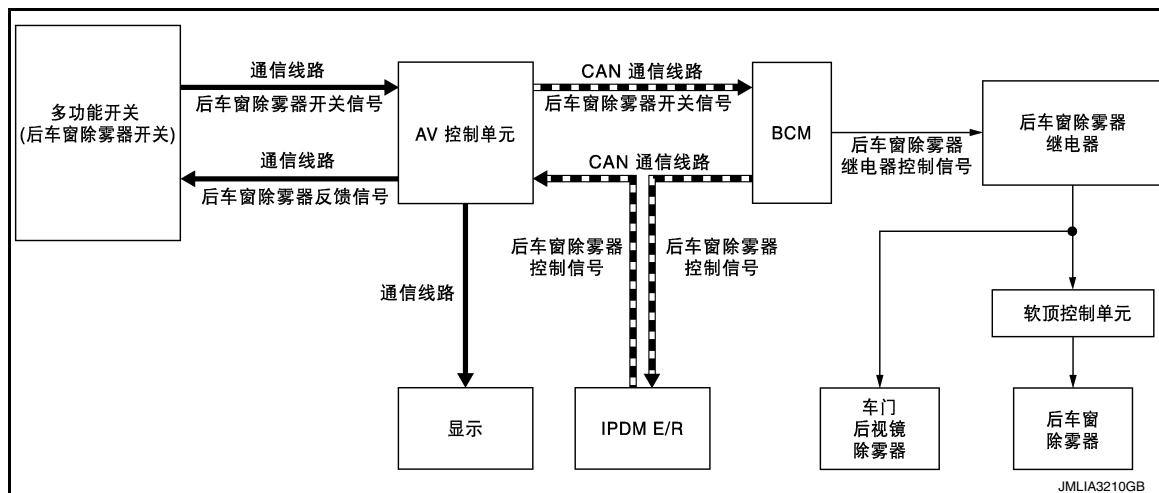 多功能开关
(后车窗除雾器开关)
通信线路
后车窗除雾器开关信号
通信线路
后车窗除雾器反馈信号
AV 控制单元
CAN 通信线路
后车窗除雾器开关信号
CAN 通信线路
BCM
后车窗除雾器
继电器控制信号
后车窗除雾器
继电器
后车窗除雾器
控制信号
后车窗除雾器
控制信号
通信线路
软顶控制单元
显示
IPDM E/R
车门
后视镜
除雾器
后车窗
除雾器
JMLIA3210GB